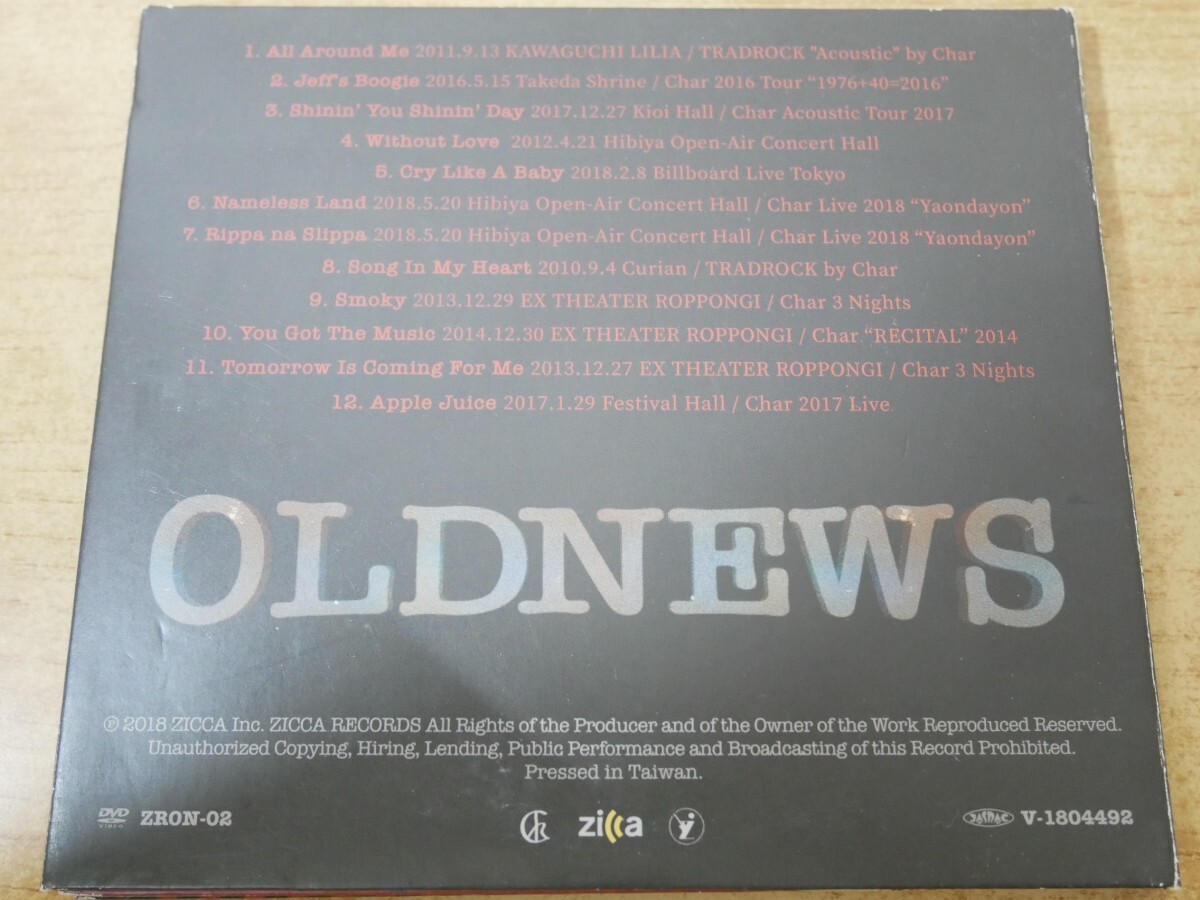 1. All Around Me 2011.9.13 KAWAGUCHI LILIA / TRADROCK "Acoustic" by Char
2. Jeff's Boogie 2016.5.15 Takeda Shrine / Char 2016 Tour "1976+40=2016"
3. Shinin' You Shinin' Day 2017.12.27 Kioi Hall / Char Acoustic Tour 2017
4. Without Love 2012.4.21 Hibiya Open-Air Concert Hall
5. Cry Like A Baby 2018.2.8 Billboard Live Tokyo
6. Nameless Land 2018.5.20 Hibiya Open-Air Concert Hall / Char Live 2018 "Yaondayon"
7. Rippa na Slippa 2018.5.20 Hibiya Open-Air Concert Hall / Char Live 2018 "Yaondayon"
8. Song In My Heart 2010.9.4 Curian / TRADROCK by Char
9. Smoky 2013.12.29 EX THEATER ROPPONGI / Char 3 Nights
10. You Got The Music 2014.12.30 EX THEATER ROPPONGI / Char "RECITAL" 2014
11. Tomorrow Is Coming For Me 2013.12.27 EX THEATER ROPPONGI / Char 3 Nights
12. Apple Juice 2017.1.29 Festival Hall / Char 2017 Live
OLDNEWS
Ⓟ 2018 ZICCA Inc. ZICCA RECORDS All Rights of the Producer and of the Owner of the Work Reproduced Reserved.
Unauthorized Copying, Hiring, Lending, Public Performance and Broadcasting of this Record Prohibited.
Pressed in Taiwan.
DVD VIDEO ZRON-02 zicca JASRAC V-1804492